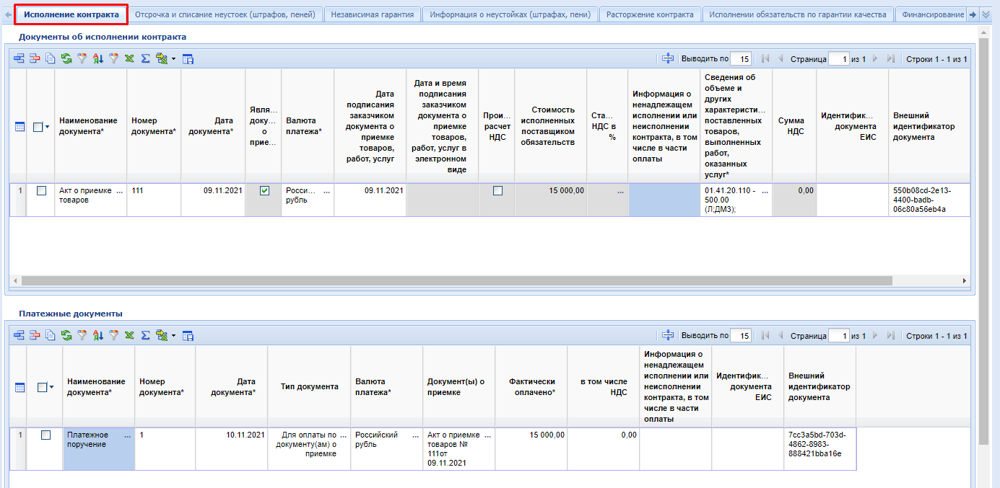 Исполнение контракта Отсрочка и списание неустоек (штрафов, пеней) Независимая гарантия Информация о неустойках (штрафах, пени) Расторжение контракта Исполнении обязательств по гарантии качества Финансирование
Документы об исполнении контракта
Выводить по 15 Страница 1 из 1 Строки 1 - 1 из 1
Наименование
документа*
Номер
документа*
Дата
документа*
Явля...
доку...
о
прие...
Валюта
платежа*
Дата
подписания
заказчиком
документа о
приемке
товаров,
работ, услуг
Дата и время
подписания
заказчиком
документа о
приемке
товаров,
работ, услуг в
электронном
виде
Прои...
расчет
НДС
Стоимость
исполненных
поставщиком
обязательств
Ста...
НДС в
%
Информация о
ненадлежащем
исполнении или
неисполнении
контракта, в том
числе в части
оплаты
Сведения об
объеме и
других
характеристи...
поставленных
товаров,
выполненных
работ,
оказанных
услуг*
Сумма
НДС
Идентифик...
документа
ЕИС
Внешний
идентификатор
документа
1
Акт о приемке ...
товаров
111
09.11.2021
Росси... ...
рубль
09.11.2021
15 000,00
...
01.41.20.110 - ...
500.00
(Л;ДМ3);
0,00
550b08cd-2e13-
4400-badb-
06c80a56eb4a
Платежные документы
Выводить по 15 Страница 1 из 1 Строки 1 - 1 из 1
Наименование
документа*
Номер
документа*
Дата
документа*
Тип документа
Валюта
платежа*
Документ(ы) о
приемке
Фактически
оплачено*
в том числе
НДС
Информация о
ненадлежащем
исполнении или
неисполнении
контракта, в том
числе в части
оплаты
Идентифик...
документа
ЕИС
Внешний
идентификатор
документа
1
Платежное ...
поручение
1
10.11.2021
Для оплаты по ...
документу(ам) о
приемке
Российский ...
рубль
Акт о приемке ...
товаров №
111от
09.11.2021
15 000,00
0,00
7cc3a5bd-703d-
4862-8983-
888421bba16e